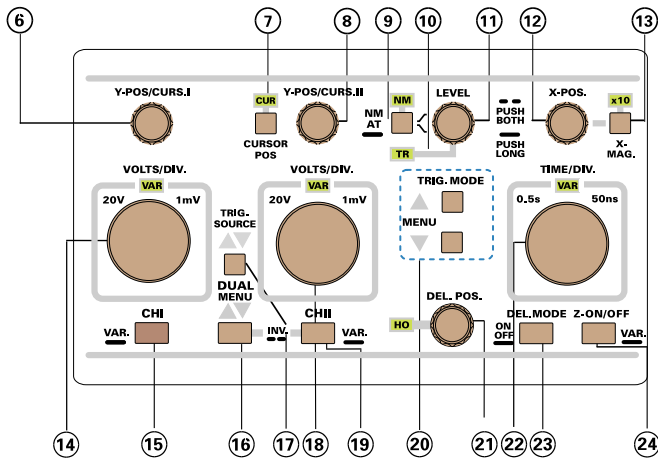 6 7 8 9 10 11 12 13
Y-POS/CURS.I
CUR
Y-POS/CURS.II
NM
LEVEL
PUSH
BOTH
X-POS.
x10
CURSOR
POS
NM
AT
TR
PUSH
LONG
X-
MAG.
VOLTS/DIV.
VAR
20V 1mV
TRIG.
SOURCE
VOLTS/DIV.
VAR
20V 1mV
TRIG. MODE
MENU
TIME/DIV.
VAR
0.5s 50ns
DUAL
MENU
CHI
VAR.
INV.
CHII
VAR.
HO
DEL. POS.
ON
OFF
DEL.MODE
Z-ON/OFF
VAR.
14 15 16 17 18 19 20 21 22 23 24